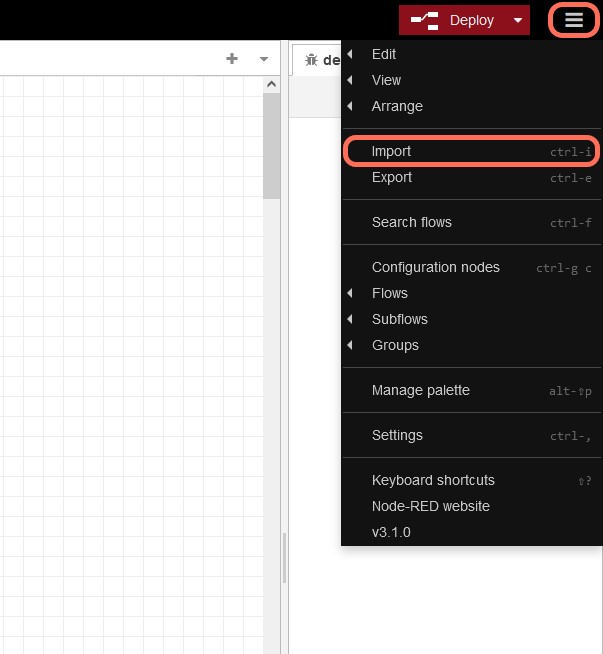 Deploy
de
Edit
View
Arrange
Import ctrl-i
Export ctrl-e
Search flows ctrl-f
Configuration nodes ctrl-g c
Flows
Subflows
Groups
Manage palette alt-⇧p
Settings ctrl-,
Keyboard shortcuts ⇧?
Node-RED website
v3.1.0